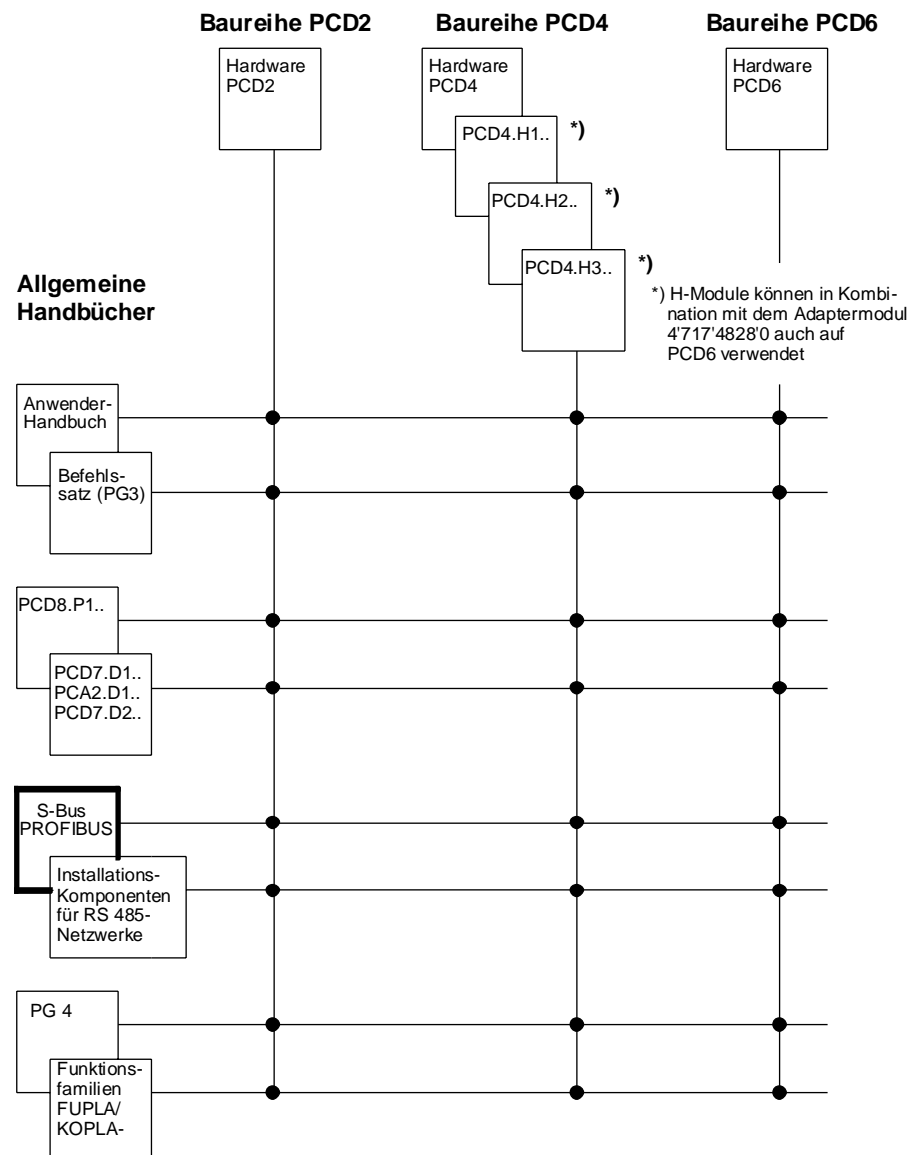 Baureihe PCD2
Baureihe PCD4
Baureihe PCD6
Hardware
PCD2
Hardware
PCD4
Hardware
PCD6
PCD4.H1..
*)
PCD4.H2..
*)
PCD4.H3..
*)
*) H-Module können in Kombi-
nation mit dem Adaptermodul
4'717'4828'0 auch auf
PCD6 verwendet
Allgemeine
Handbücher
Anwender-
Handbuch
Befehls-
satz (PG3)
PCD8.P1..
PCD7.D1..
PCA2.D1..
PCD7.D2..
S-Bus
PROFIBUS
Installations-
Komponenten
für RS 485-
Netzwerke
PG 4
Funktions-
familien
FUPLA/
KOPLA-